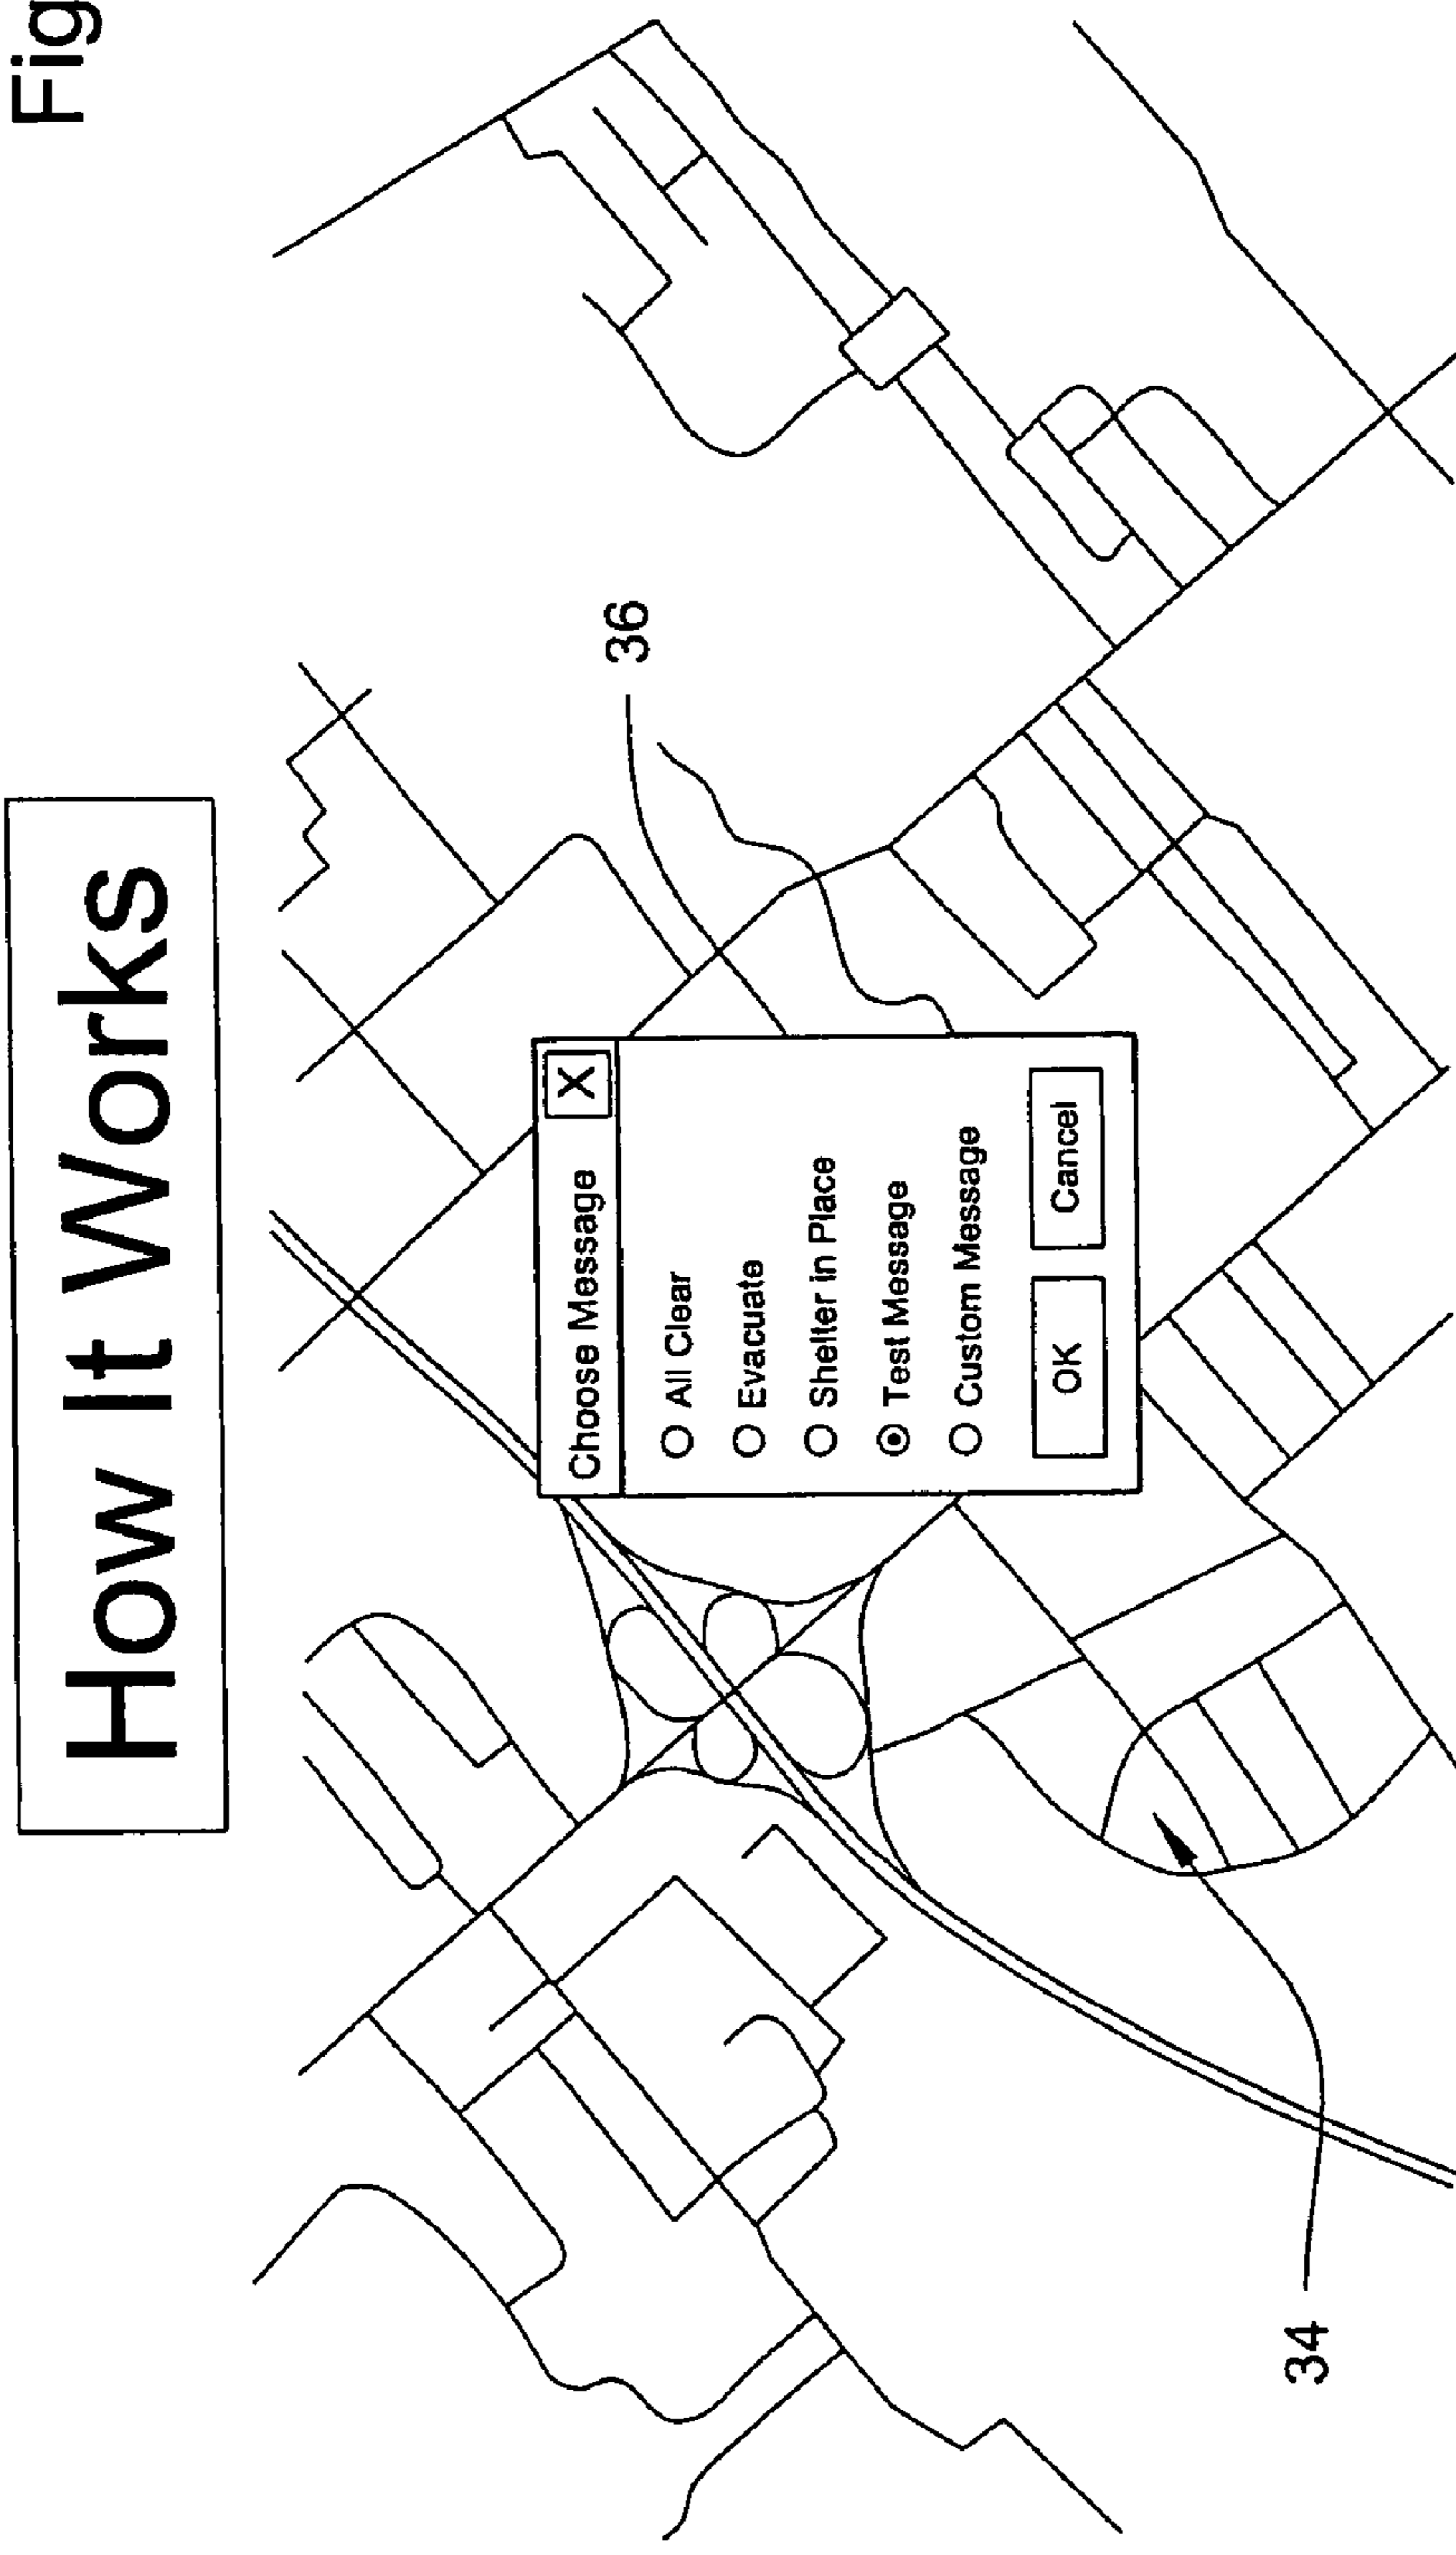 Fig
How It Works
36
Choose Message X
All Clear
Evacuate
Shelter in Place
Test Message
Custom Message
OK Cancel
34